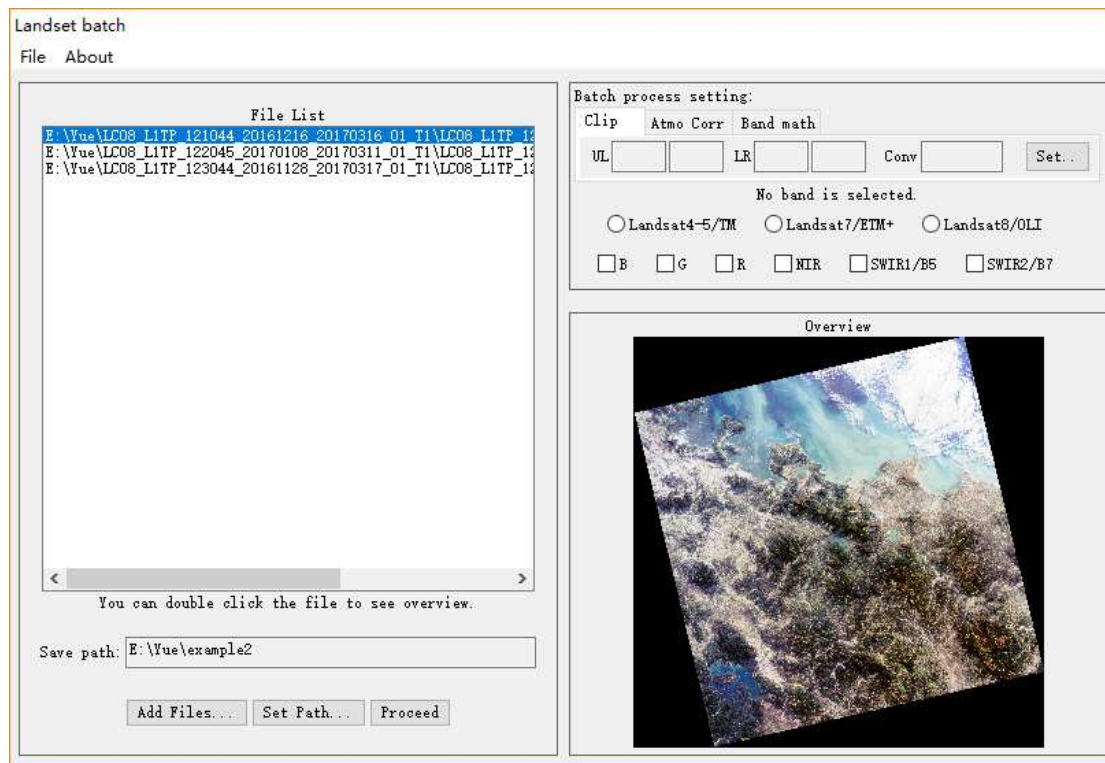 Landset batch
File About
File List
E:\Yue\LC08_L1TP_121044_20161216_20170316_01_T1\LC08_L1TP_12
E:\Yue\LC08_L1TP_122045_20170108_20170311_01_T1\LC08_L1TP_12
E:\Yue\LC08_L1TP_123044_20161128_20170317_01_T1\LC08_L1TP_12
You can double click the file to see overview.
Save path: E:\Yue\example2
Add Files... Set Path... Proceed
Batch process setting:
Clip Atmo Corr Band math
UL LR Conv Set..
No band is selected.
Landsat4-5/TM Landsat7/ETM+ Landsat8/OLI
B G R NIR SWIR1/B5 SWIR2/B7
Overview